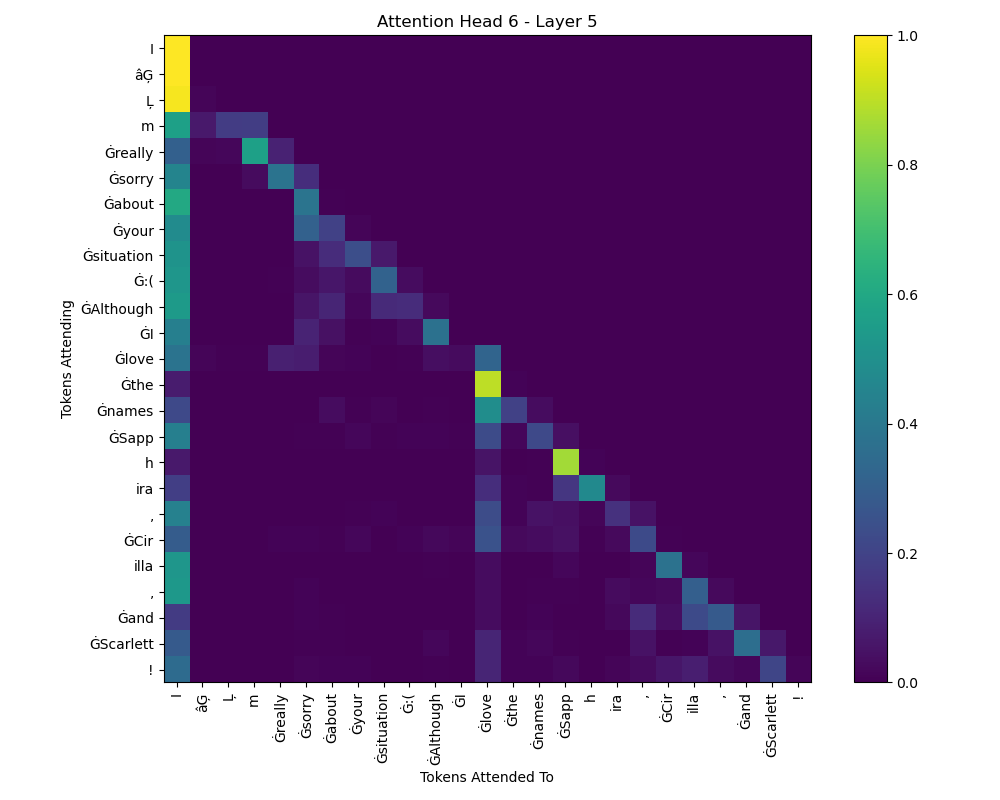 Attention Head 6 - Layer 5
I
âĢ
Ļ
m
Ġreally
Ġsorry
Ġabout
Ġyour
Ġsituation
Ġ:(
ĠAlthough
ĠI
Ġlove
Ġthe
Ġnames
ĠSapp
h
ira
,
ĠCir
illa
,
Ġand
ĠScarlett
!
Tokens Attending
I
âĢ
Ļ
m
Ġreally
Ġsorry
Ġabout
Ġyour
Ġsituation
Ġ:(
ĠAlthough
ĠI
Ġlove
Ġthe
Ġnames
ĠSapp
h
ira
,
ĠCir
illa
,
Ġand
ĠScarlett
!
Tokens Attended To
1.0
0.8
0.6
0.4
0.2
0.0